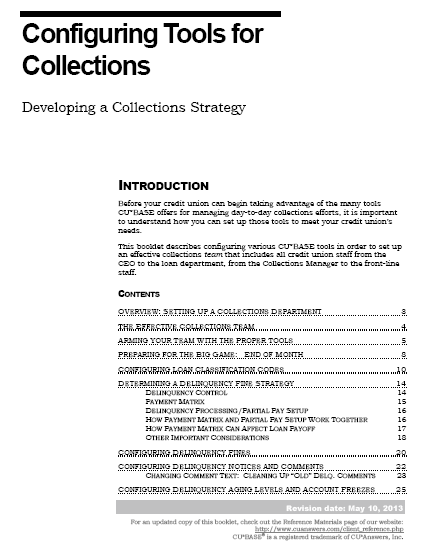 Configuring Tools for
Collections
Developing a Collections Strategy
INTRODUCTION
Before your credit union can begin taking advantage of the many tools
CU*BASE offers for managing day-to-day collections efforts, it is important
to understand how you can set up those tools to meet your credit union's
needs.
This booklet describes configuring various CU*BASE tools in order to set up
an effective collections team that includes all credit union staff from the
CEO to the loan department, from the Collections Manager to the front-line
staff.
CONTENTS
OVERVIEW: SETTING UP A COLLECTIONS DEPARTMENT 3
THE EFFECTIVE COLLECTIONS TEAM 4
ARMING YOUR TEAM WITH THE PROPER TOOLS 5
PREPARING FOR THE BIG GAME: END OF MONTH 8
CONFIGURING LOAN CLASSIFICATION CODES 10
DETERMINING A DELINQUENCY FINE STRATEGY 14
DELINQUENCY CONTROL 14
PAYMENT MATRIX 15
DELINQUENCY PROCESSING/PARTIAL PAY SETUP 16
HOW PAYMENT MATRIX AND PARTIAL PAY SETUP WORK TOGETHER 16
HOW PAYMENT MATRIX CAN AFFECT LOAN PAYOFF 17
OTHER IMPORTANT CONSIDERATIONS 18
CONFIGURING DELINQUENCY FINES 20
CONFIGURING DELINQUENCY NOTICES AND COMMENTS 22
CHANGING COMMENT TEXT: CLEANING UP "OLD" DELQ. COMMENTS 23
CONFIGURING DELINQUENCY AGING LEVELS AND ACCOUNT FREEZES 25
Revision date: May 10, 2013
For an updated copy of this booklet, check out the Reference Materials page of our website:
http://www.cuanswers.com/client_reference.htm
CU*BASE® is a registered trademark of CU*Answers, Inc.